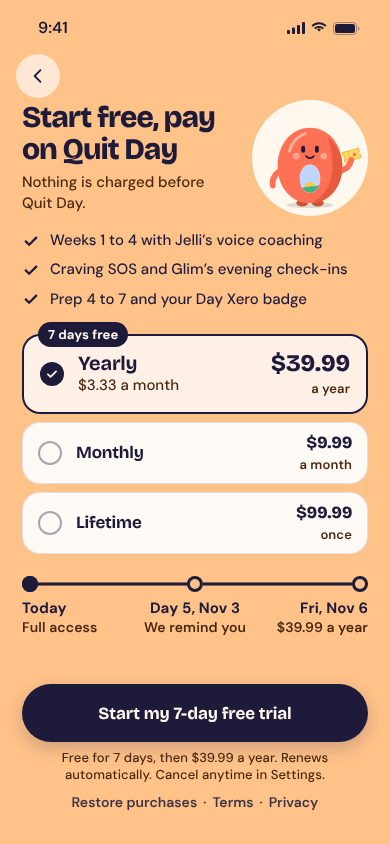 9:41
Start free, pay
on Quit Day
Nothing is charged before
Quit Day.
Weeks 1 to 4 with Jelli's voice coaching
Craving SOS and Glim's evening check-ins
Prep 4 to 7 and your Day Xero badge
7 days free
Yearly
$39.99
$3.33 a month
a year
Monthly
$9.99
a month
Lifetime
$99.99
once
Today
Day 5, Nov 3
Fri, Nov 6
Full access
We remind you
$39.99 a year
Start my 7-day free trial
Free for 7 days, then $39.99 a year. Renews
automatically. Cancel anytime in Settings.
Restore purchases · Terms · Privacy